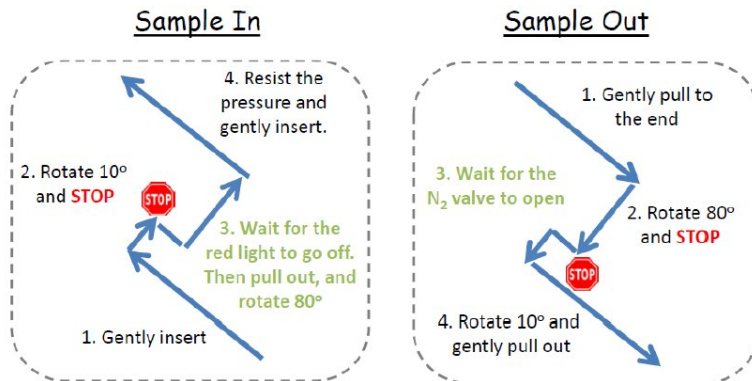 Sample In
4. Resist the
pressure and
gently insert.
2. Rotate 10°
and STOP
STOP
3. Wait for the
red light to go off.
Then pull out, and
rotate 80°
1. Gently insert
Sample Out
1. Gently pull to
the end
3. Wait for the
N₂ valve to open
2. Rotate 80°
and STOP
STOP
4. Rotate 10° and
gently pull out